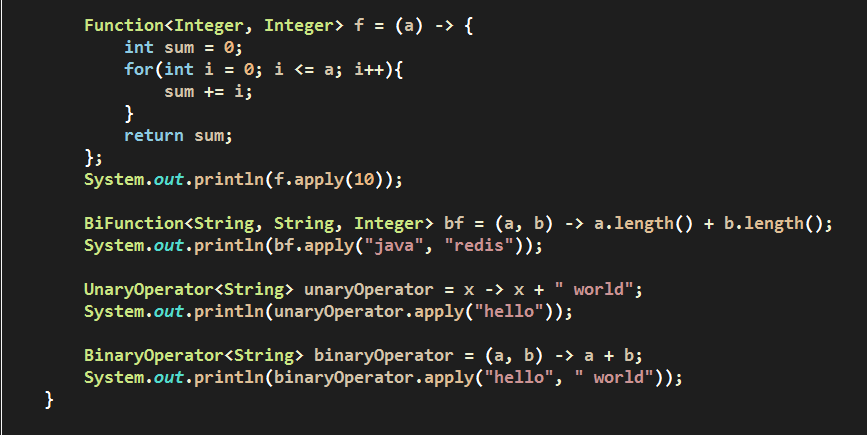 Function<Integer, Integer> f = (a) -> {
int sum = 0;
for(int i = 0; i <= a; i++){
sum += i;
}
return sum;
};
System.out.println(f.apply(10));
BiFunction<String, String, Integer> bf = (a, b) -> a.length() + b.length();
System.out.println(bf.apply("java", "redis"));
UnaryOperator<String> unaryOperator = x -> x + " world";
System.out.println(unaryOperator.apply("hello"));
BinaryOperator<String> binaryOperator = (a, b) -> a + b;
System.out.println(binaryOperator.apply("hello", " world"));
}